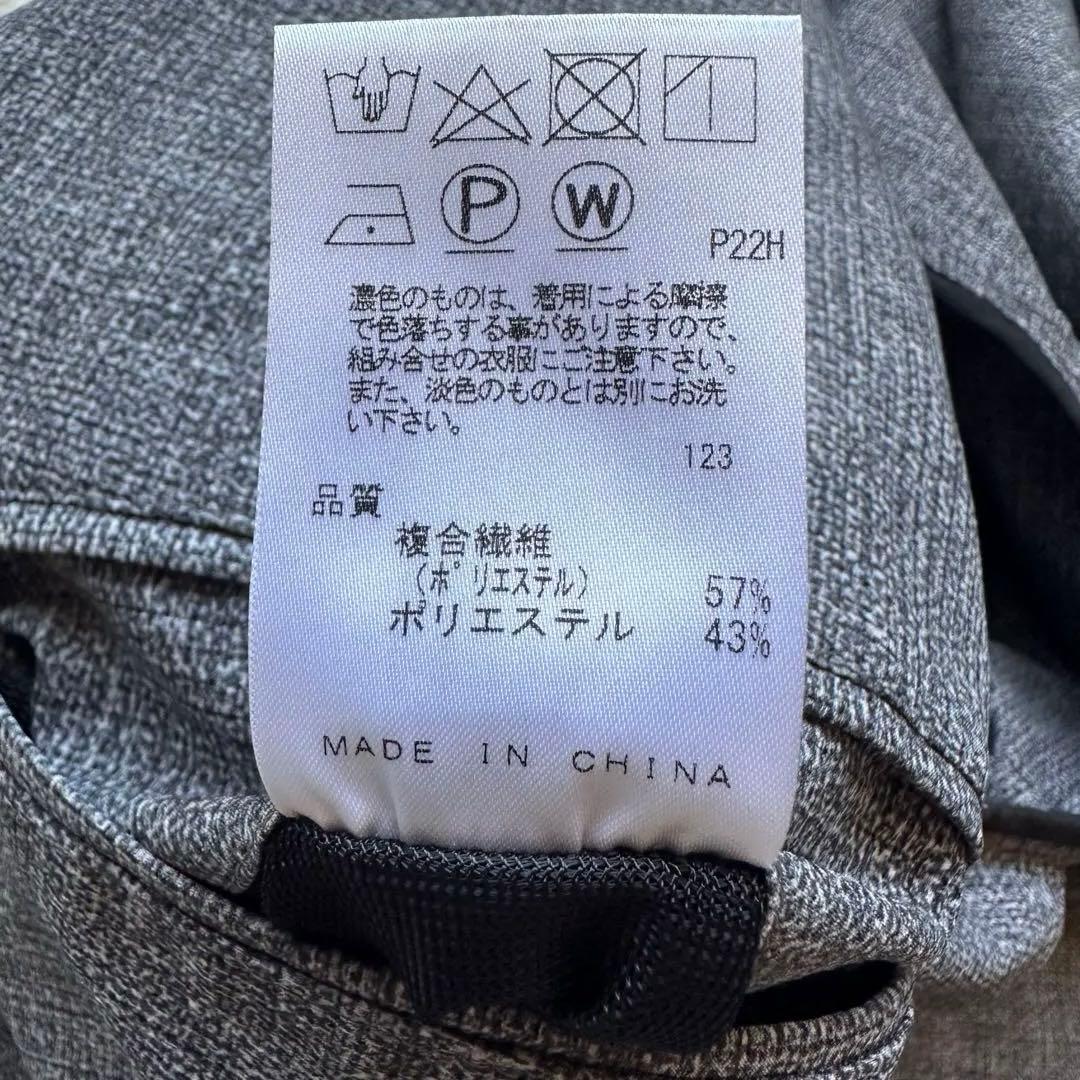 P
W
P22H
濃色のものは、着用による摩擦
で色落ちする事がありますので、
組み合せの衣服にご注意下さい。
また、淡色のものとは別にお洗
い下さい。
123
品質
複合繊維
(ポリエステル) 57%
ポリエステル 43%
MADE IN CHINA